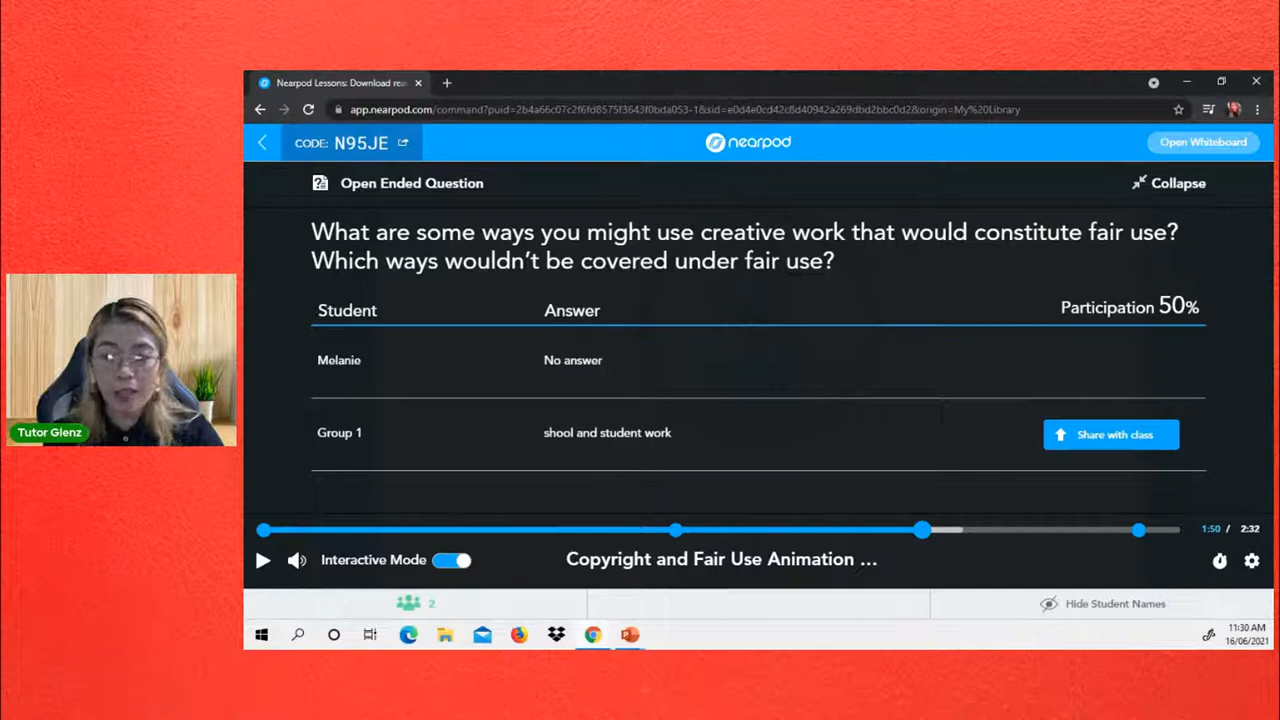 Nearpod Lessons: Download rea
app.nearpod.com/command?puid=2b4a66c07c2f6fd8575f3643f0bda053-1&sid=e0d4e0cd42c8d40942a269dbd2bbc0d2&origin=My%20Library
CODE: N95JE
nearpod
Open Whiteboard
Open Ended Question
Collapse
What are some ways you might use creative work that would constitute fair use?
Which ways wouldn't be covered under fair use?
Student Answer Participation 50%
Melanie No answer
Group 1 shool and student work Share with class
Tutor Glenz
1:50 / 2:32
Interactive Mode
Copyright and Fair Use Animation ...
2
Hide Student Names
11:30 AM
16/06/2021